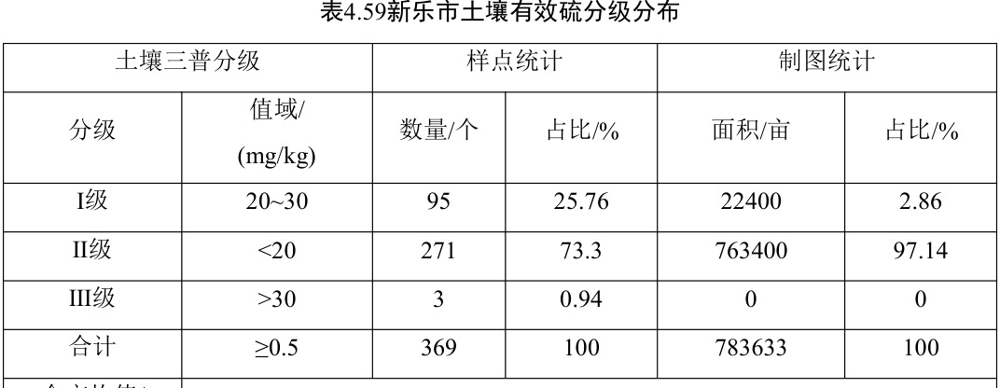 表4.59新乐市土壤有效硫分级分布
土壤三普分级 样点统计 制图统计
分级 值域/(mg/kg) 数量/个 占比/% 面积/亩 占比/%
I级 20~30 95 25.76 22400 2.86
II级 <20 271 73.3 763400 97.14
III级 >30 3 0.94 0 0
合计 ≥0.5 369 100 783633 100